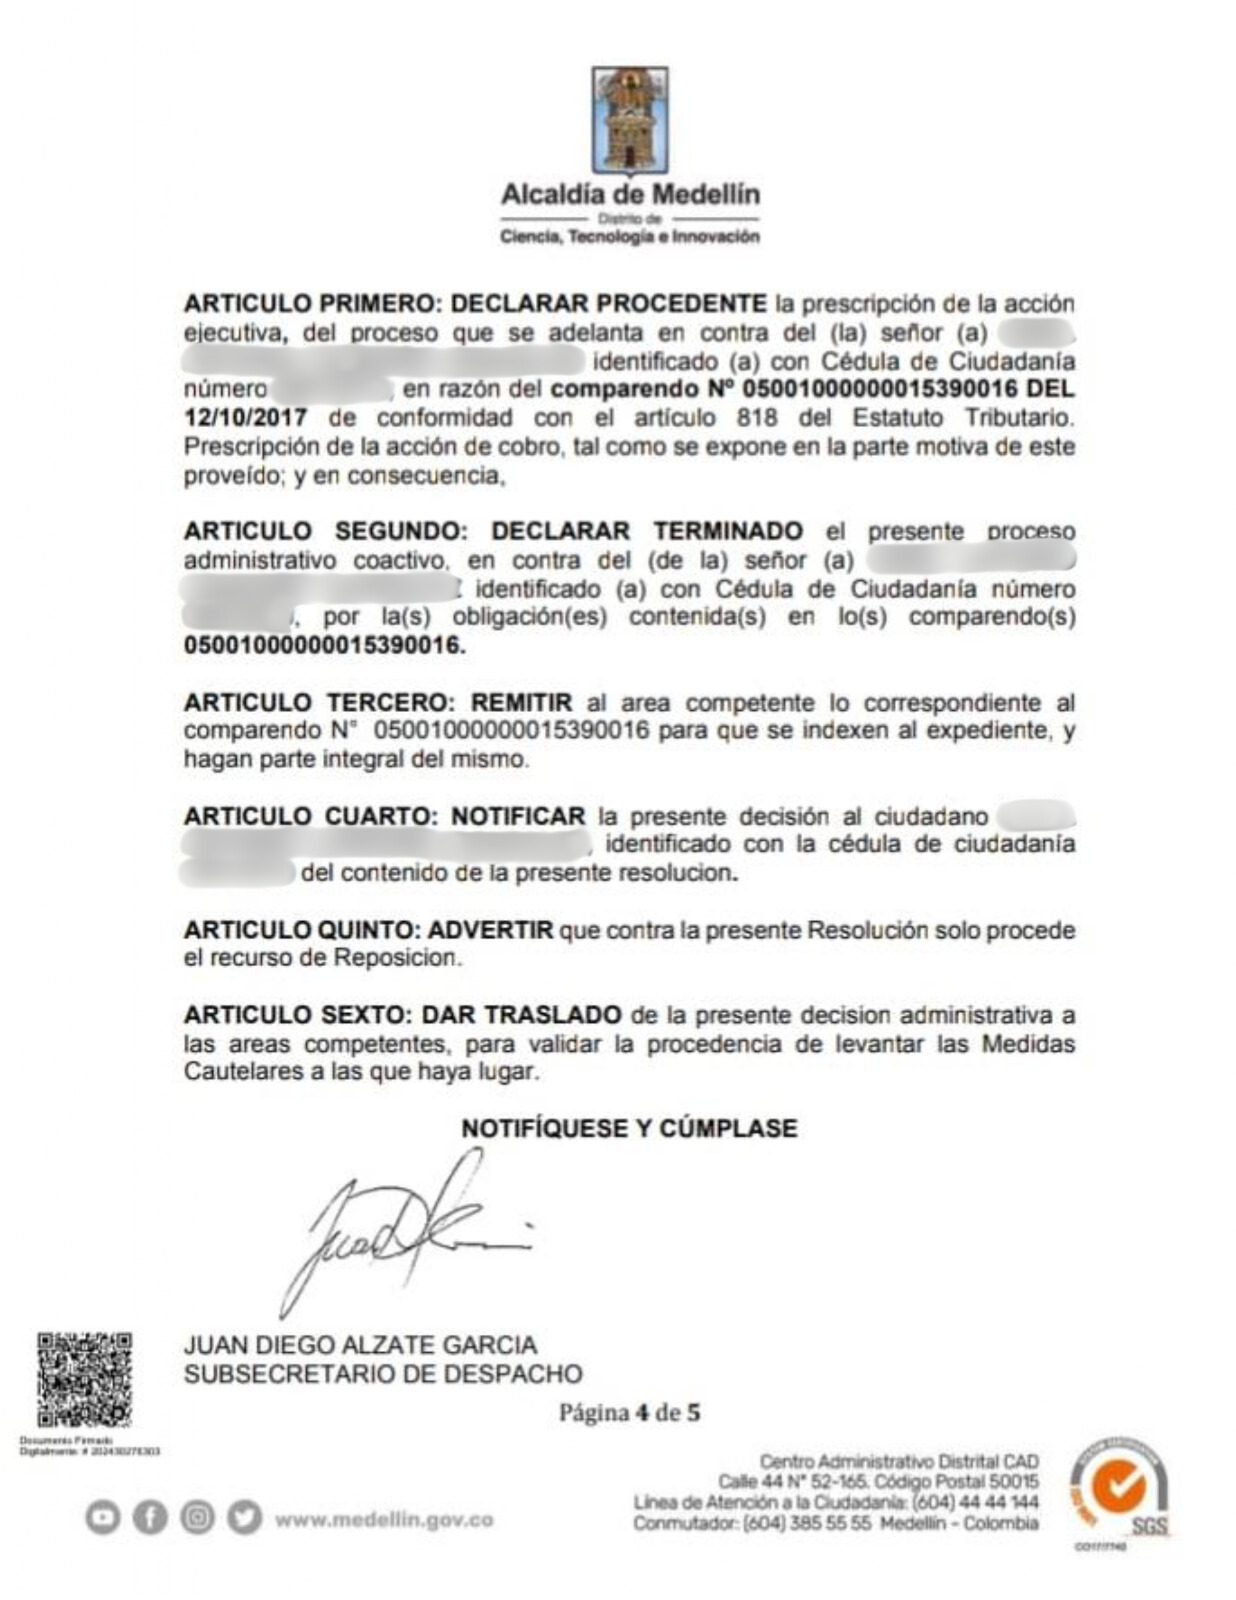 Alcaldía de Medellín
Distrito de
Ciencia, Tecnología e Innovación
ARTICULO PRIMERO: DECLARAR PROCEDENTE la prescripción de la acción
ejecutiva, del proceso que se adelanta en contra del (la) señor (a)
identificado (a) con Cédula de Ciudadanía
número , en razón del comparendo Nº 05001000000015390016 DEL
12/10/2017 de conformidad con el artículo 818 del Estatuto Tributario.
Prescripción de la acción de cobro, tal como se expone en la parte motiva de este
proveído; y en consecuencia,
ARTICULO SEGUNDO: DECLARAR TERMINADO el presente proceso
administrativo coactivo, en contra del (de la) señor (a)
identificado (a) con Cédula de Ciudadanía número
, por la(s) obligación(es) contenida(s) en lo(s) comparendo(s)
05001000000015390016.
ARTICULO TERCERO: REMITIR al area competente lo correspondiente al
comparendo N° 05001000000015390016 para que se indexen al expediente, y
hagan parte integral del mismo.
ARTICULO CUARTO: NOTIFICAR la presente decisión al ciudadano
, identificado con la cédula de ciudadanía
del contenido de la presente resolucion.
ARTICULO QUINTO: ADVERTIR que contra la presente Resolución solo procede
el recurso de Reposicion.
ARTICULO SEXTO: DAR TRASLADO de la presente decision administrativa a
las areas competentes, para validar la procedencia de levantar las Medidas
Cautelares a las que haya lugar.
NOTIFÍQUESE Y CÚMPLASE
JUAN DIEGO ALZATE GARCIA
SUBSECRETARIO DE DESPACHO
Página 4 de 5
Documento Firmado
Digitalmente: # 202430278303
Centro Administrativo Distrital CAD
Calle 44 N° 52-165. Código Postal 50015
Línea de Atención a la Ciudadanía: (604) 44 44 144
Conmutador: (604) 385 55 55 Medellín - Colombia
www.medellin.gov.co
SGS